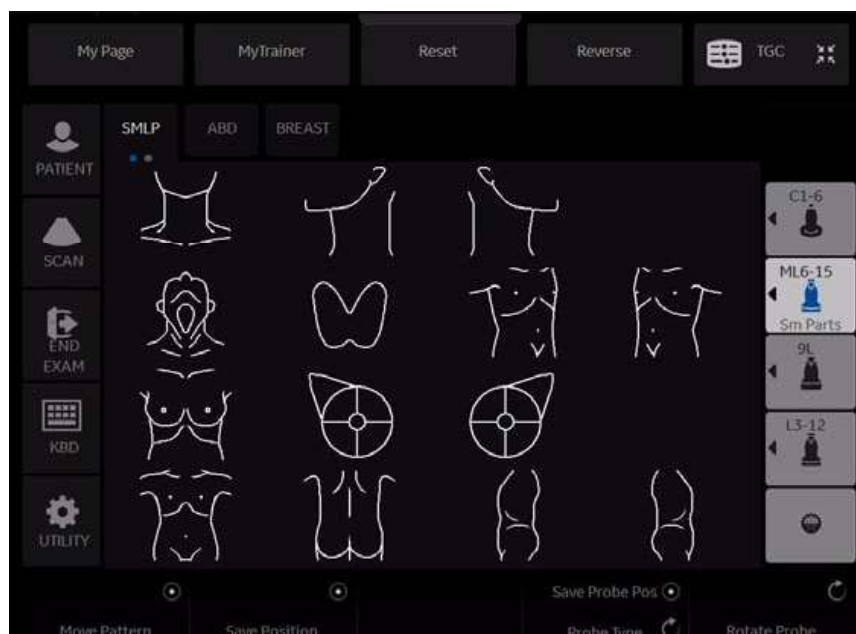 My Page
MyTrainer
Reset
Reverse
TGC
SMLP
ABD
BREAST
PATIENT
SCAN
END
EXAM
KBD
UTILITY
C1-6
ML6-15
Sm Parts
9L
L3-12
Save Probe Pos
Move Pattern
Save Position
Probe Type
Rotate Probe